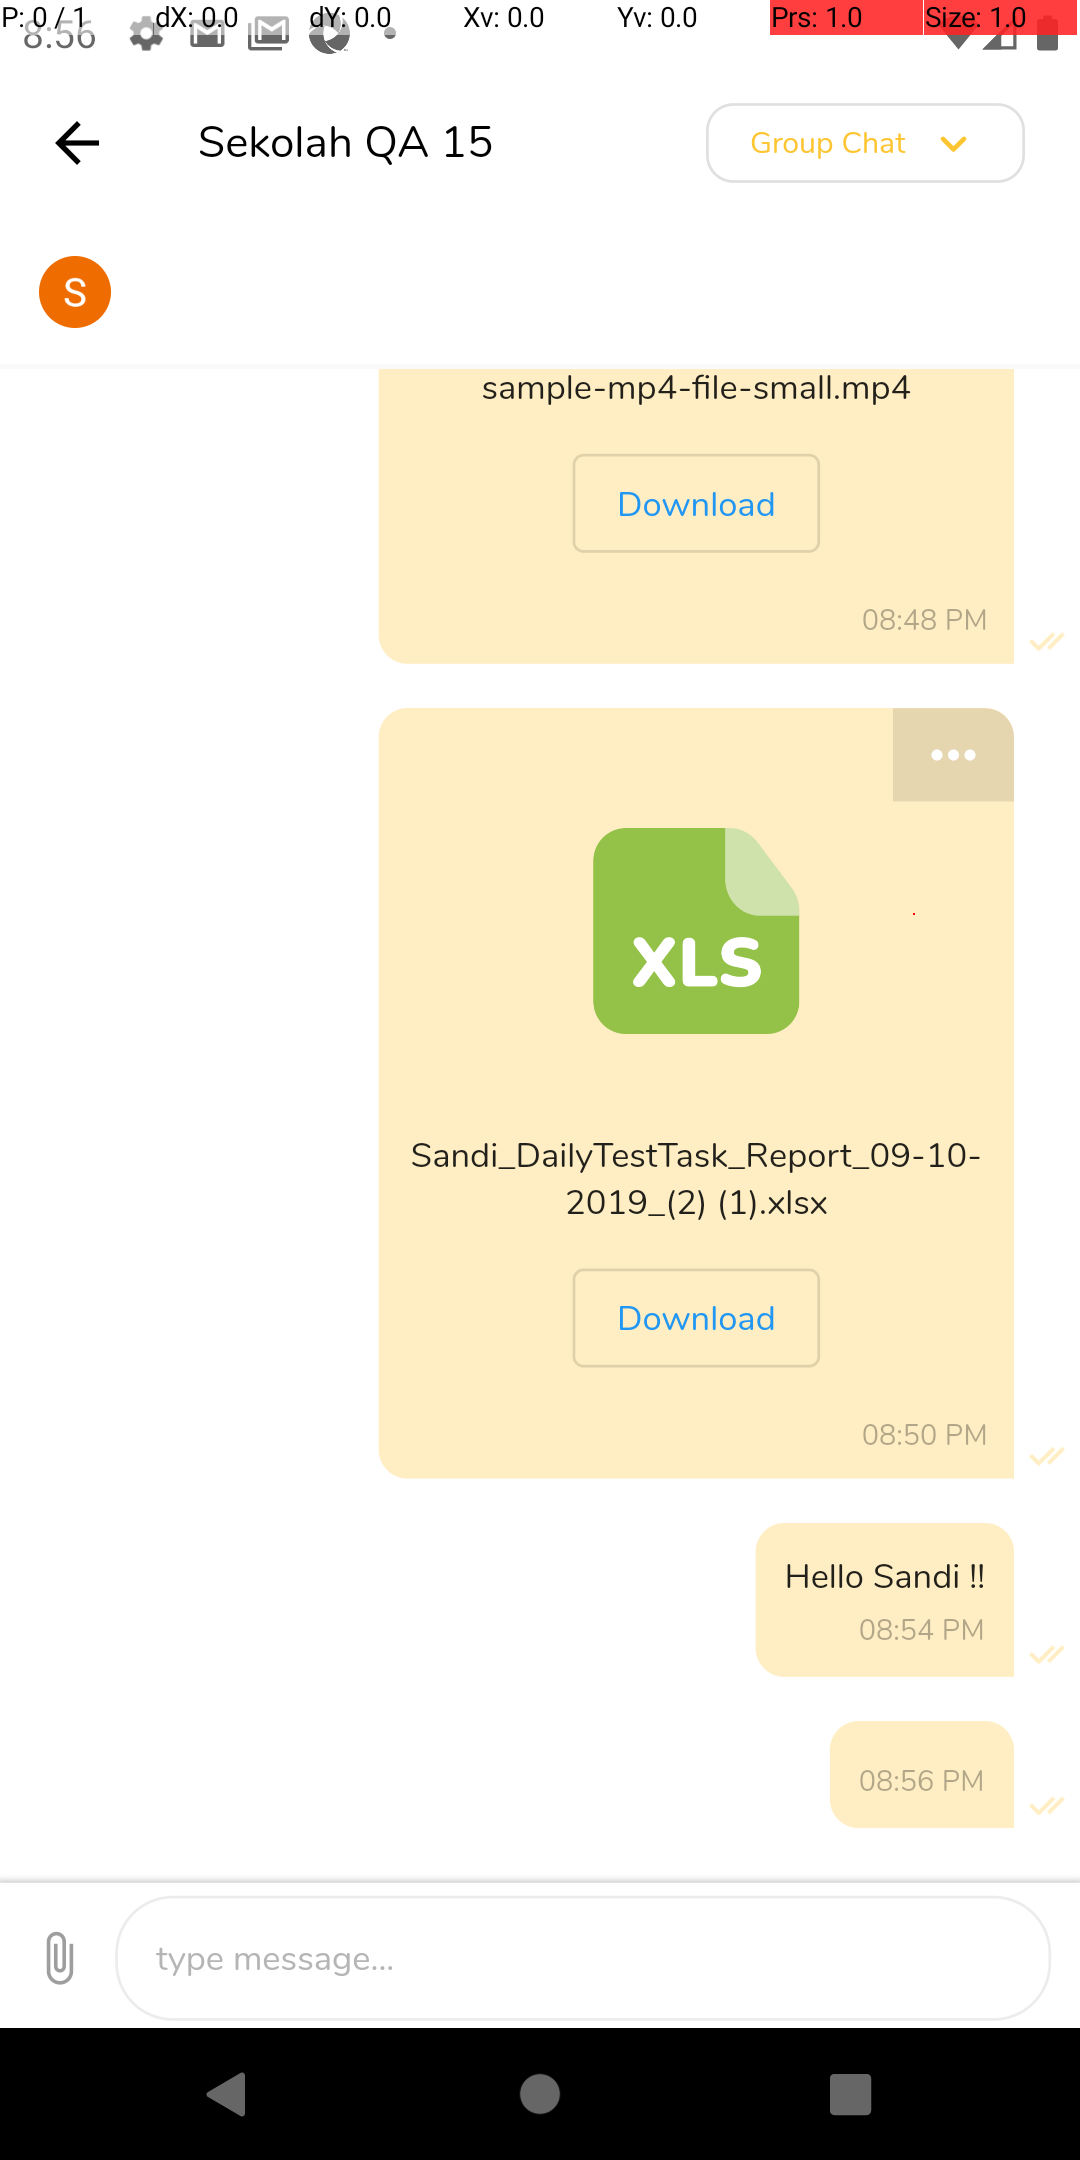 P: 0 / 1 dX: 0.0 dY: 0.0 Xv: 0.0 Yv: 0.0 Prs: 1.0 Size: 1.0
8:56
Sekolah QA 15
Group Chat
S
sample-mp4-file-small.mp4
Download
08:48 PM
XLS
Sandi_DailyTestTask_Report_09-10-
2019_(2) (1).xlsx
Download
08:50 PM
Hello Sandi !!
08:54 PM
08:56 PM
type message...